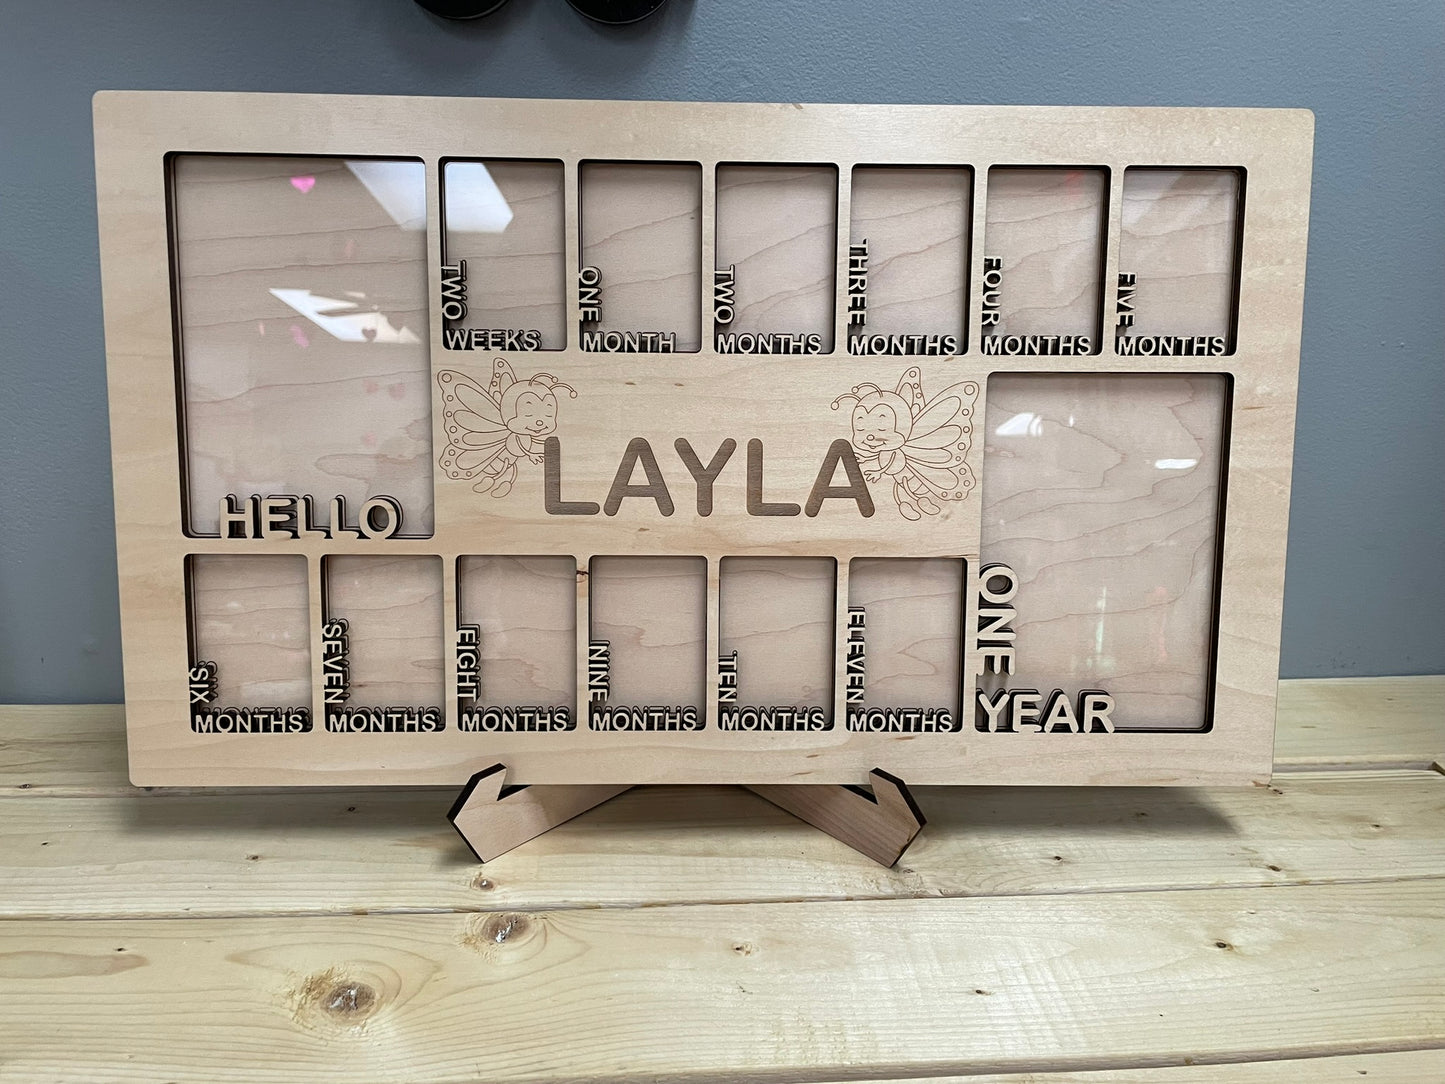 HELLO
TWO
WEEKS
ONE
MONTH
TWO
MONTHS
THREE
MONTHS
FOUR
MONTHS
FIVE
MONTHS
LAYLA
SIX
MONTHS
SEVEN
MONTHS
EIGHT
MONTHS
NINE
MONTHS
TEN
MONTHS
ELEVEN
MONTHS
ONE
YEAR